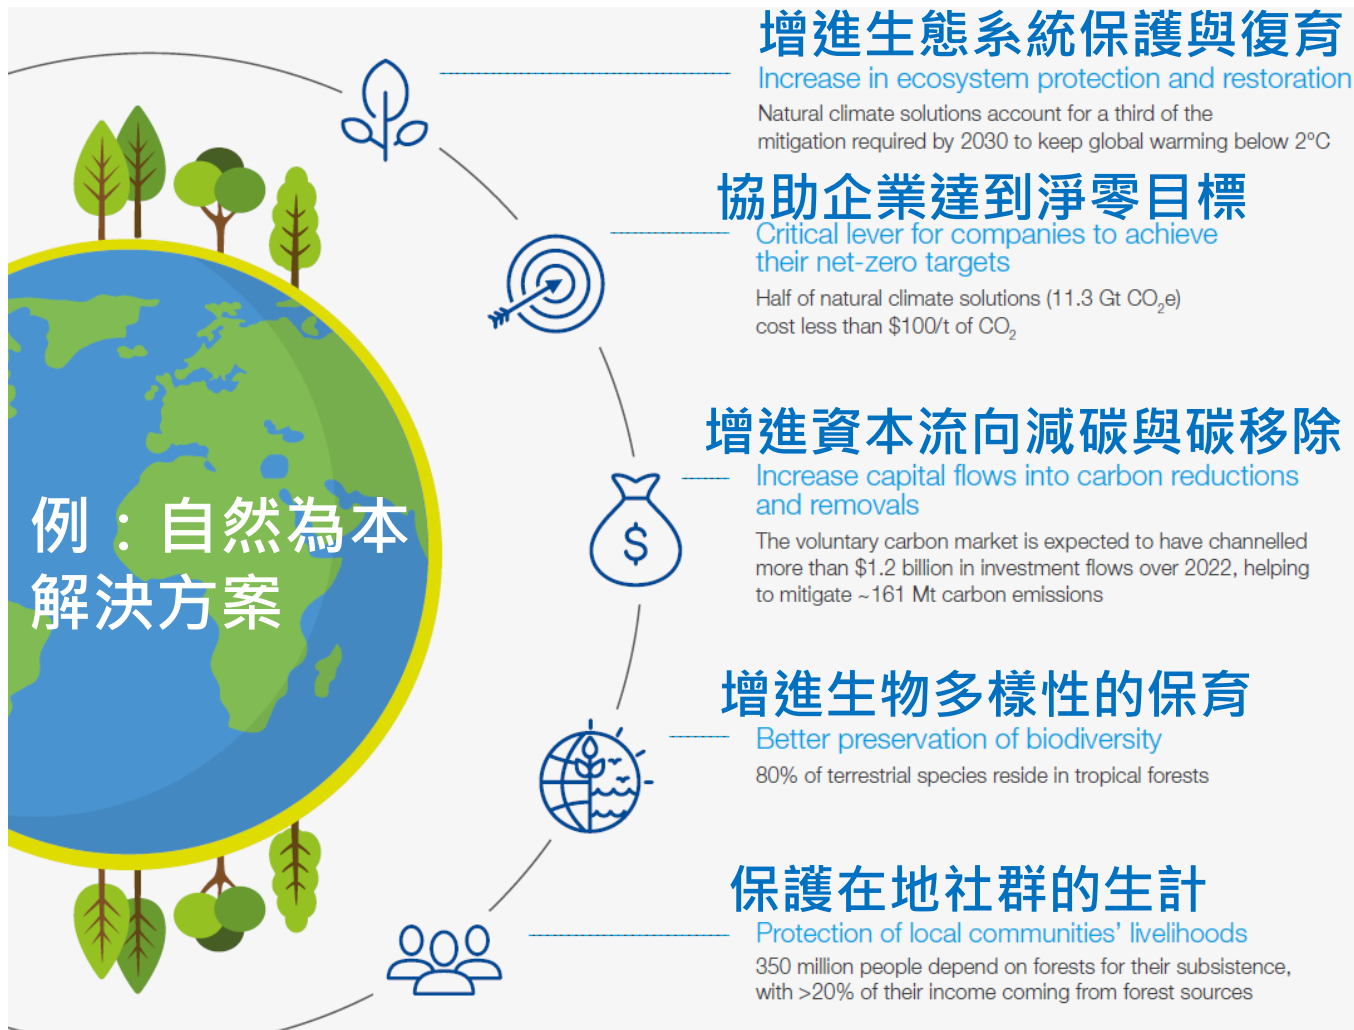 增進生態系統保護與復育
Increase in ecosystem protection and restoration
Natural climate solutions account for a third of the
mitigation required by 2030 to keep global warming below 2°C
協助企業達到淨零目標
Critical lever for companies to achieve
their net-zero targets
Half of natural climate solutions (11.3 Gt CO₂e)
cost less than $100/t of CO₂
增進資本流向減碳與碳移除
Increase capital flows into carbon reductions
and removals
The voluntary carbon market is expected to have channelled
more than $1.2 billion in investment flows over 2022, helping
to mitigate ~161 Mt carbon emissions
$
例：自然為本
解決方案
增進生物多樣性的保育
Better preservation of biodiversity
80% of terrestrial species reside in tropical forests
保護在地社群的生計
Protection of local communities’ livelihoods
350 million people depend on forests for their subsistence,
with >20% of their income coming from forest sources